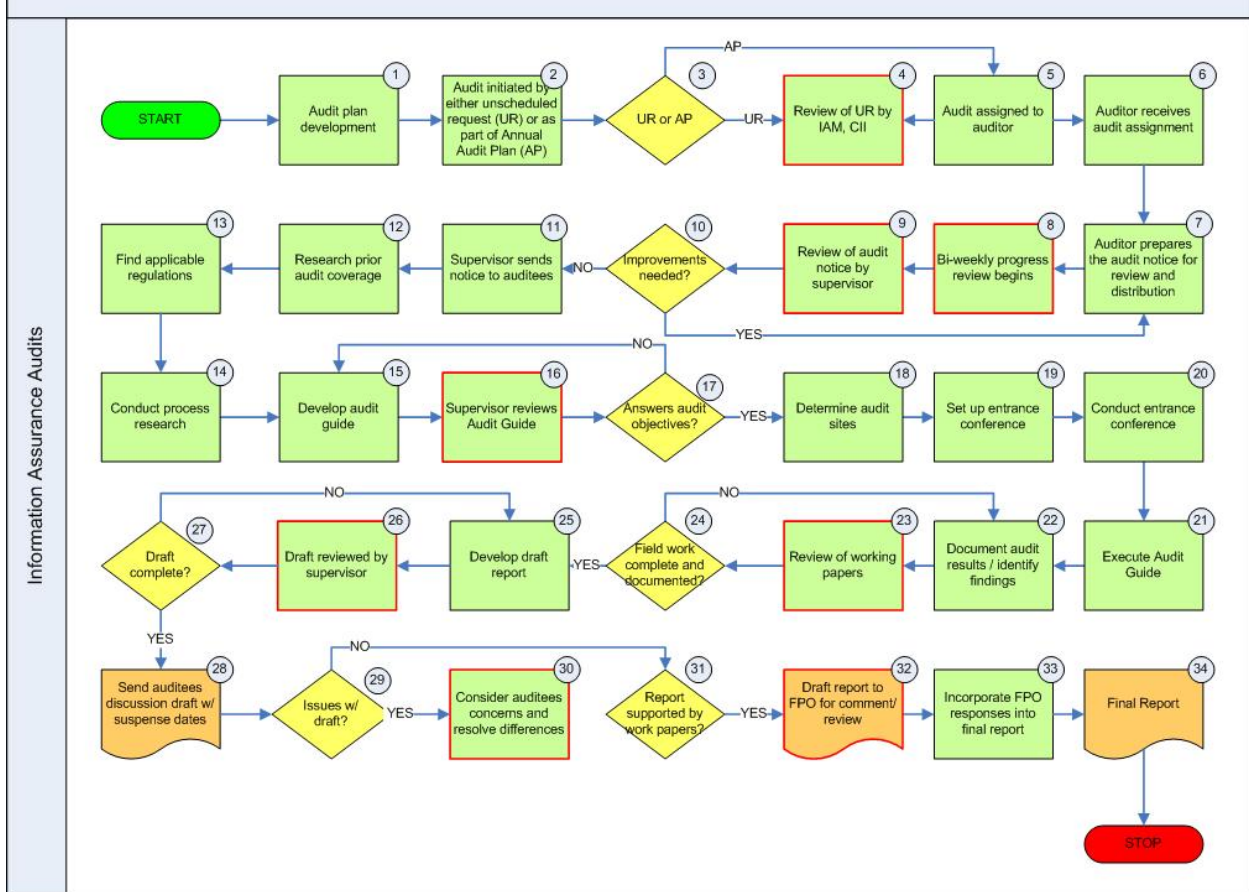 Information Assurance Audits
START
1
Audit plan
development
2
Audit initiated by
either unscheduled
request (UR) or as
part of Annual
Audit Plan (AP)
3
UR or AP
AP
UR
4
Review of UR by
IAM, CII
5
Audit assigned to
auditor
6
Auditor receives
audit assignment
7
Auditor prepares
the audit notice for
review and
distribution
8
Bi-weekly progress
review begins
9
Review of audit
notice by
supervisor
10
Improvements
needed?
NO
YES
11
Supervisor sends
notice to auditees
12
Research prior
audit coverage
13
Find applicable
regulations
14
Conduct process
research
15
Develop audit
guide
16
Supervisor reviews
Audit Guide
17
Answers audit
objectives?
NO
YES
18
Determine audit
sites
19
Set up entrance
conference
20
Conduct entrance
conference
21
Execute Audit
Guide
22
Document audit
results / identify
findings
23
Review of working
papers
24
Field work
complete and
documented?
NO
YES
25
Develop draft
report
26
Draft reviewed by
supervisor
27
Draft
complete?
NO
YES
28
Send auditees
discussion draft w/
suspense dates
29
Issues w/
draft?
NO
YES
30
Consider auditees
concerns and
resolve differences
31
Report
supported by
work papers?
YES
32
Draft report to
FPO for comment/
review
33
Incorporate FPO
responses into
final report
34
Final Report
STOP